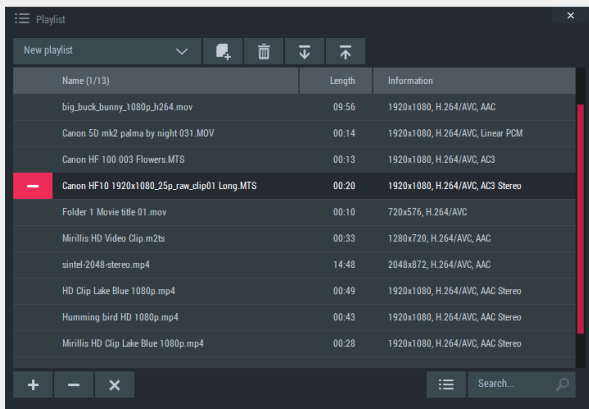 Playlist
New playlist
Name (1/13) Length Information
big_buck_bunny_1080p_h264.mov 09:56 1920x1080, H.264/AVC, AAC
Canon 5D mk2 palma by night 031.MOV 00:14 1920x1080, H.264/AVC, Linear PCM
Canon HF 100 003 Flowers.MTS 00:13 1920x1080, H.264/AVC, AC3
Canon HF10 1920x1080_25p_raw_clip01 Long.MTS 00:20 1920x1080, H.264/AVC, AC3 Stereo
Folder 1 Movie title 01.mov 00:10 720x576, H.264/AVC
Mirillis HD Video Clip.m2ts 00:33 1280x720, H.264/AVC, AAC
sintel-2048-stereo.mp4 14:48 2048x872, H.264/AVC, AAC
HD Clip Lake Blue 1080p.mp4 00:49 1920x1080, H.264/AVC, AAC Stereo
Humming bird HD 1080p.mp4 00:43 1920x1080, H.264/AVC, AAC Stereo
Mirillis HD Clip Lake Blue 1080p.mp4 00:28 1920x1080, H.264/AVC, AAC Stereo
Search...